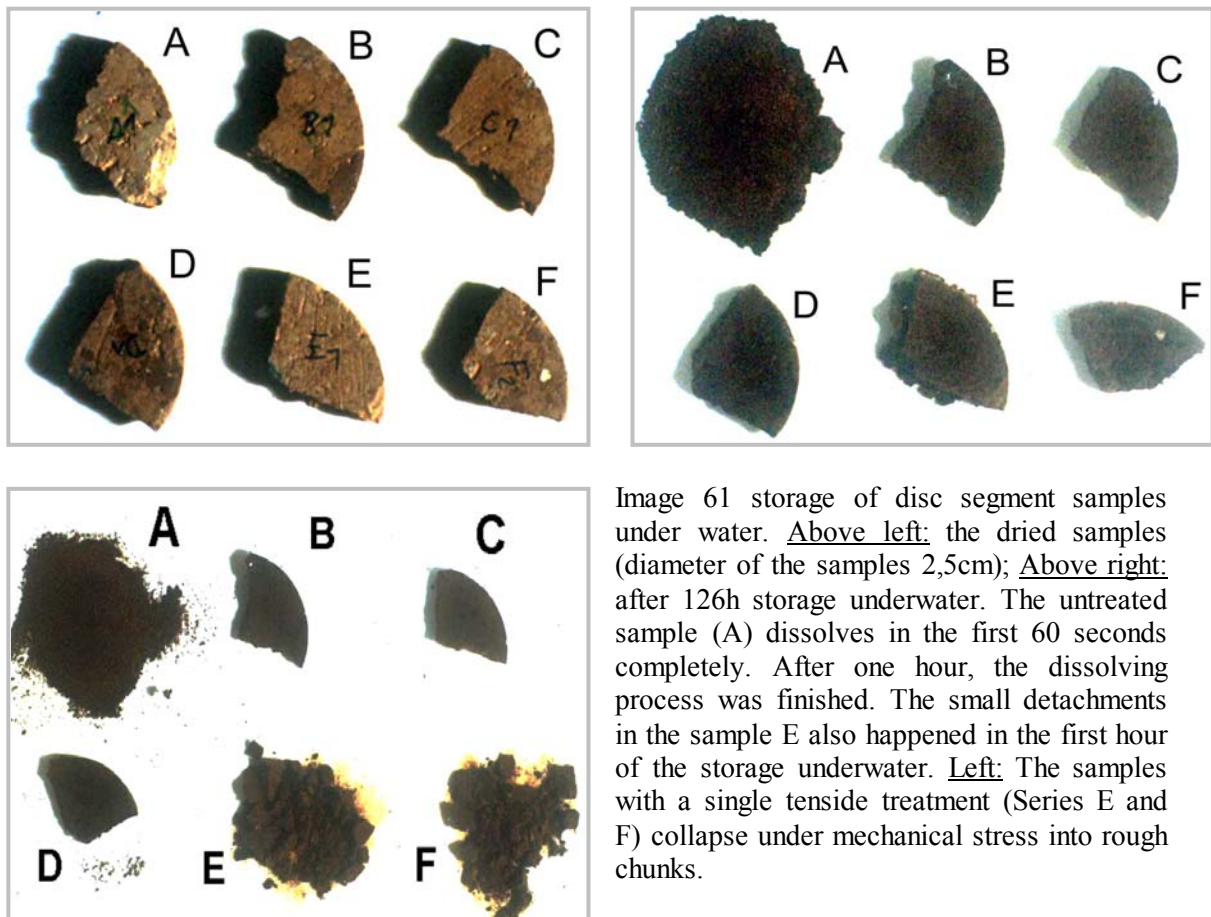 A B C
B1 C1
D E F
E1 F2
A B C
D E F
A B C
D E F
Image 61 storage of disc segment samples
under water. Above left: the dried samples
(diameter of the samples 2,5cm); Above right:
after 126h storage underwater. The untreated
sample (A) dissolves in the first 60 seconds
completely. After one hour, the dissolving
process was finished. The small detachments
in the sample E also happened in the first hour
of the storage underwater. Left: The samples
with a single tenside treatment (Series E and
F) collapse under mechanical stress into rough
chunks.